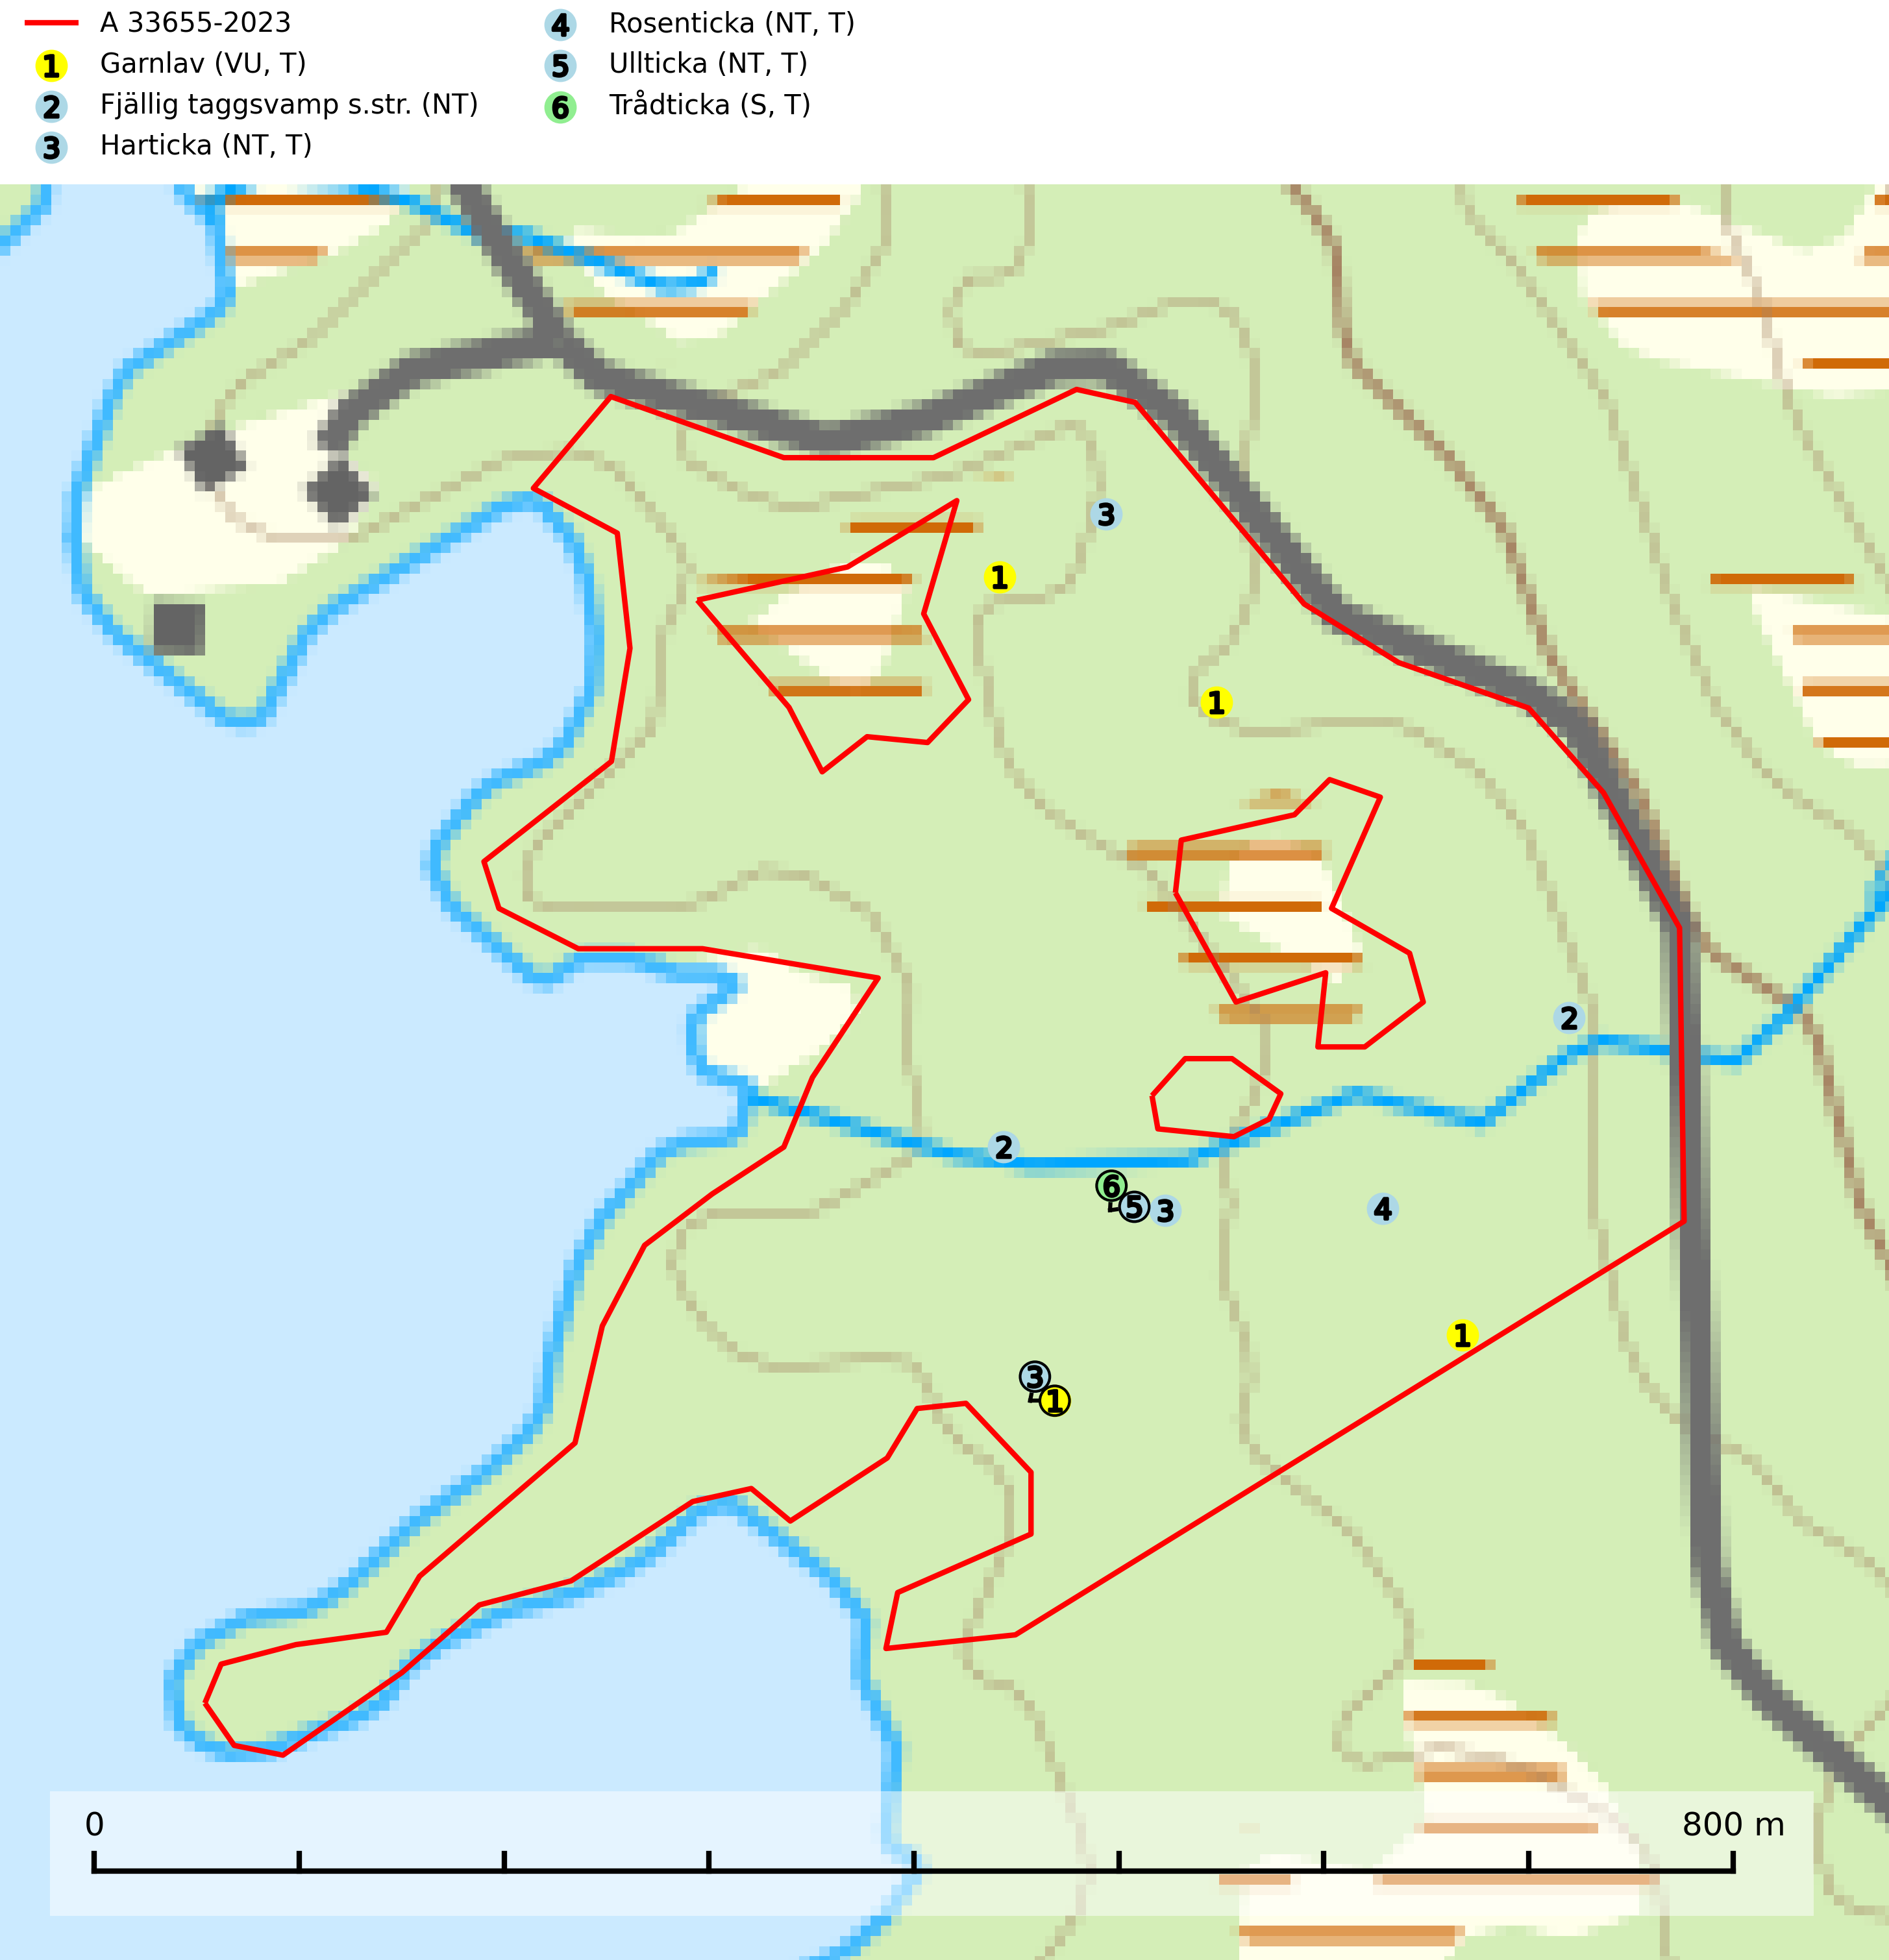 A 33655-2023
1 Garnlav (VU, T)
2 Fjällig taggsvamp s.str. (NT)
3 Harticka (NT, T)
4 Rosenticka (NT, T)
5 Ullticka (NT, T)
6 Trådticka (S, T)
3
1
1
2
2
6
5
3
4
1
3
1
0
800 m